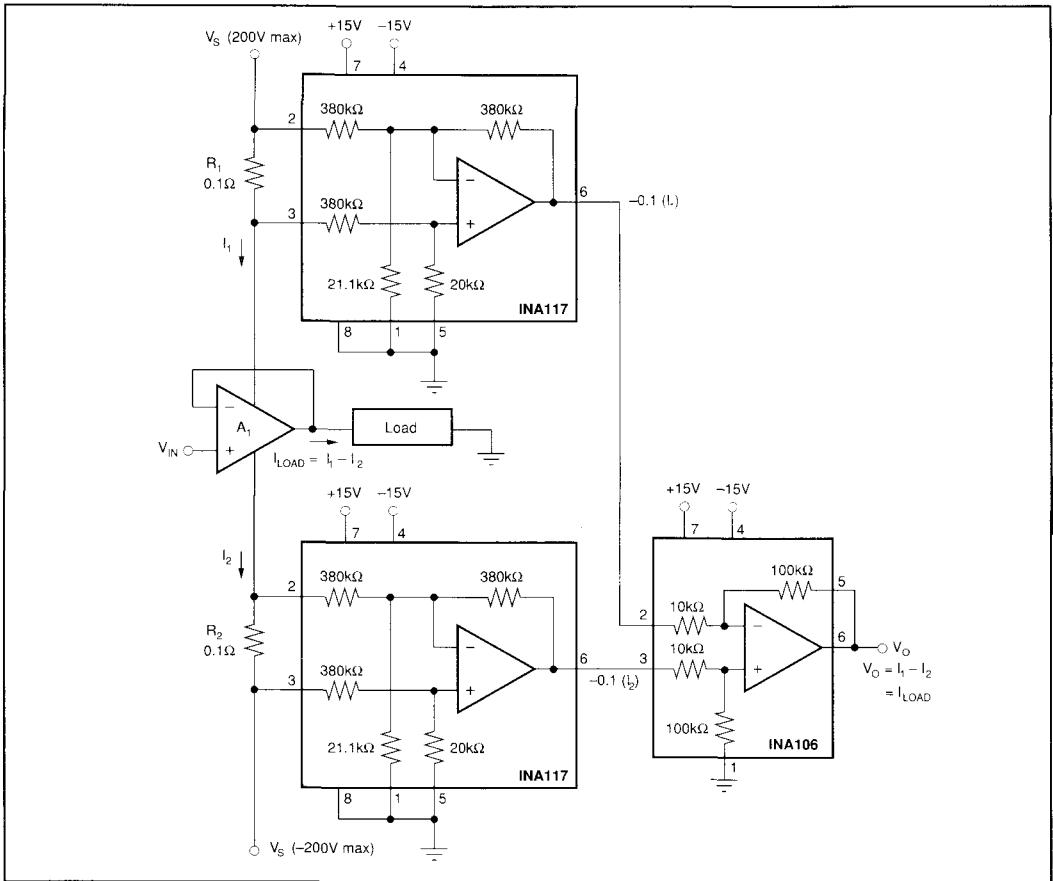 V_S (200V max)
+15V
−15V
7
4
380kΩ
380kΩ
2
R_1
0.1Ω
3
380kΩ
6
−0.1 (I_1)
I_1
21.1kΩ
20kΩ
INA117
8
1
5
A_1
−
+
V_IN
I_LOAD = I_1 − I_2
Load
+15V
−15V
7
4
I_2
380kΩ
380kΩ
2
R_2
0.1Ω
3
380kΩ
6
−0.1 (I_2)
21.1kΩ
20kΩ
INA117
8
1
5
V_S (−200V max)
+15V
−15V
7
4
100kΩ
5
2
10kΩ
3
10kΩ
6
V_O
V_O = I_1 − I_2
= I_LOAD
100kΩ
INA106
1